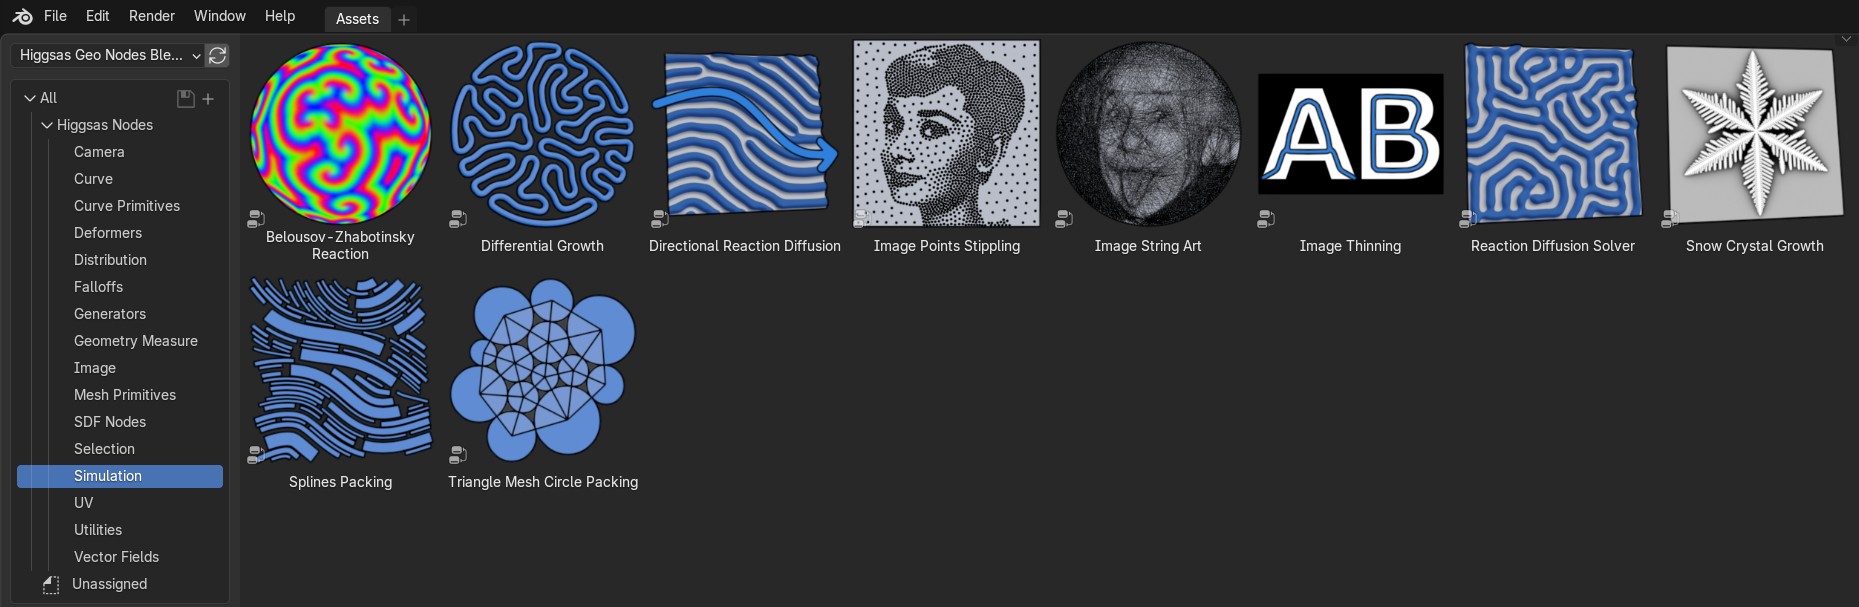 File Edit Render Window Help Assets
Higgsas Geo Nodes Ble...
All
Higgsas Nodes
Camera
Curve
Curve Primitives
Deformers
Distribution
Falloffs
Generators
Geometry Measure
Image
Mesh Primitives
SDF Nodes
Selection
Simulation
UV
Utilities
Vector Fields
Unassigned
Belousov-Zhabotinsky
Reaction
Differential Growth
Directional Reaction Diffusion
Image Points Stippling
Image String Art
AB
Image Thinning
Reaction Diffusion Solver
Snow Crystal Growth
Splines Packing
Triangle Mesh Circle Packing